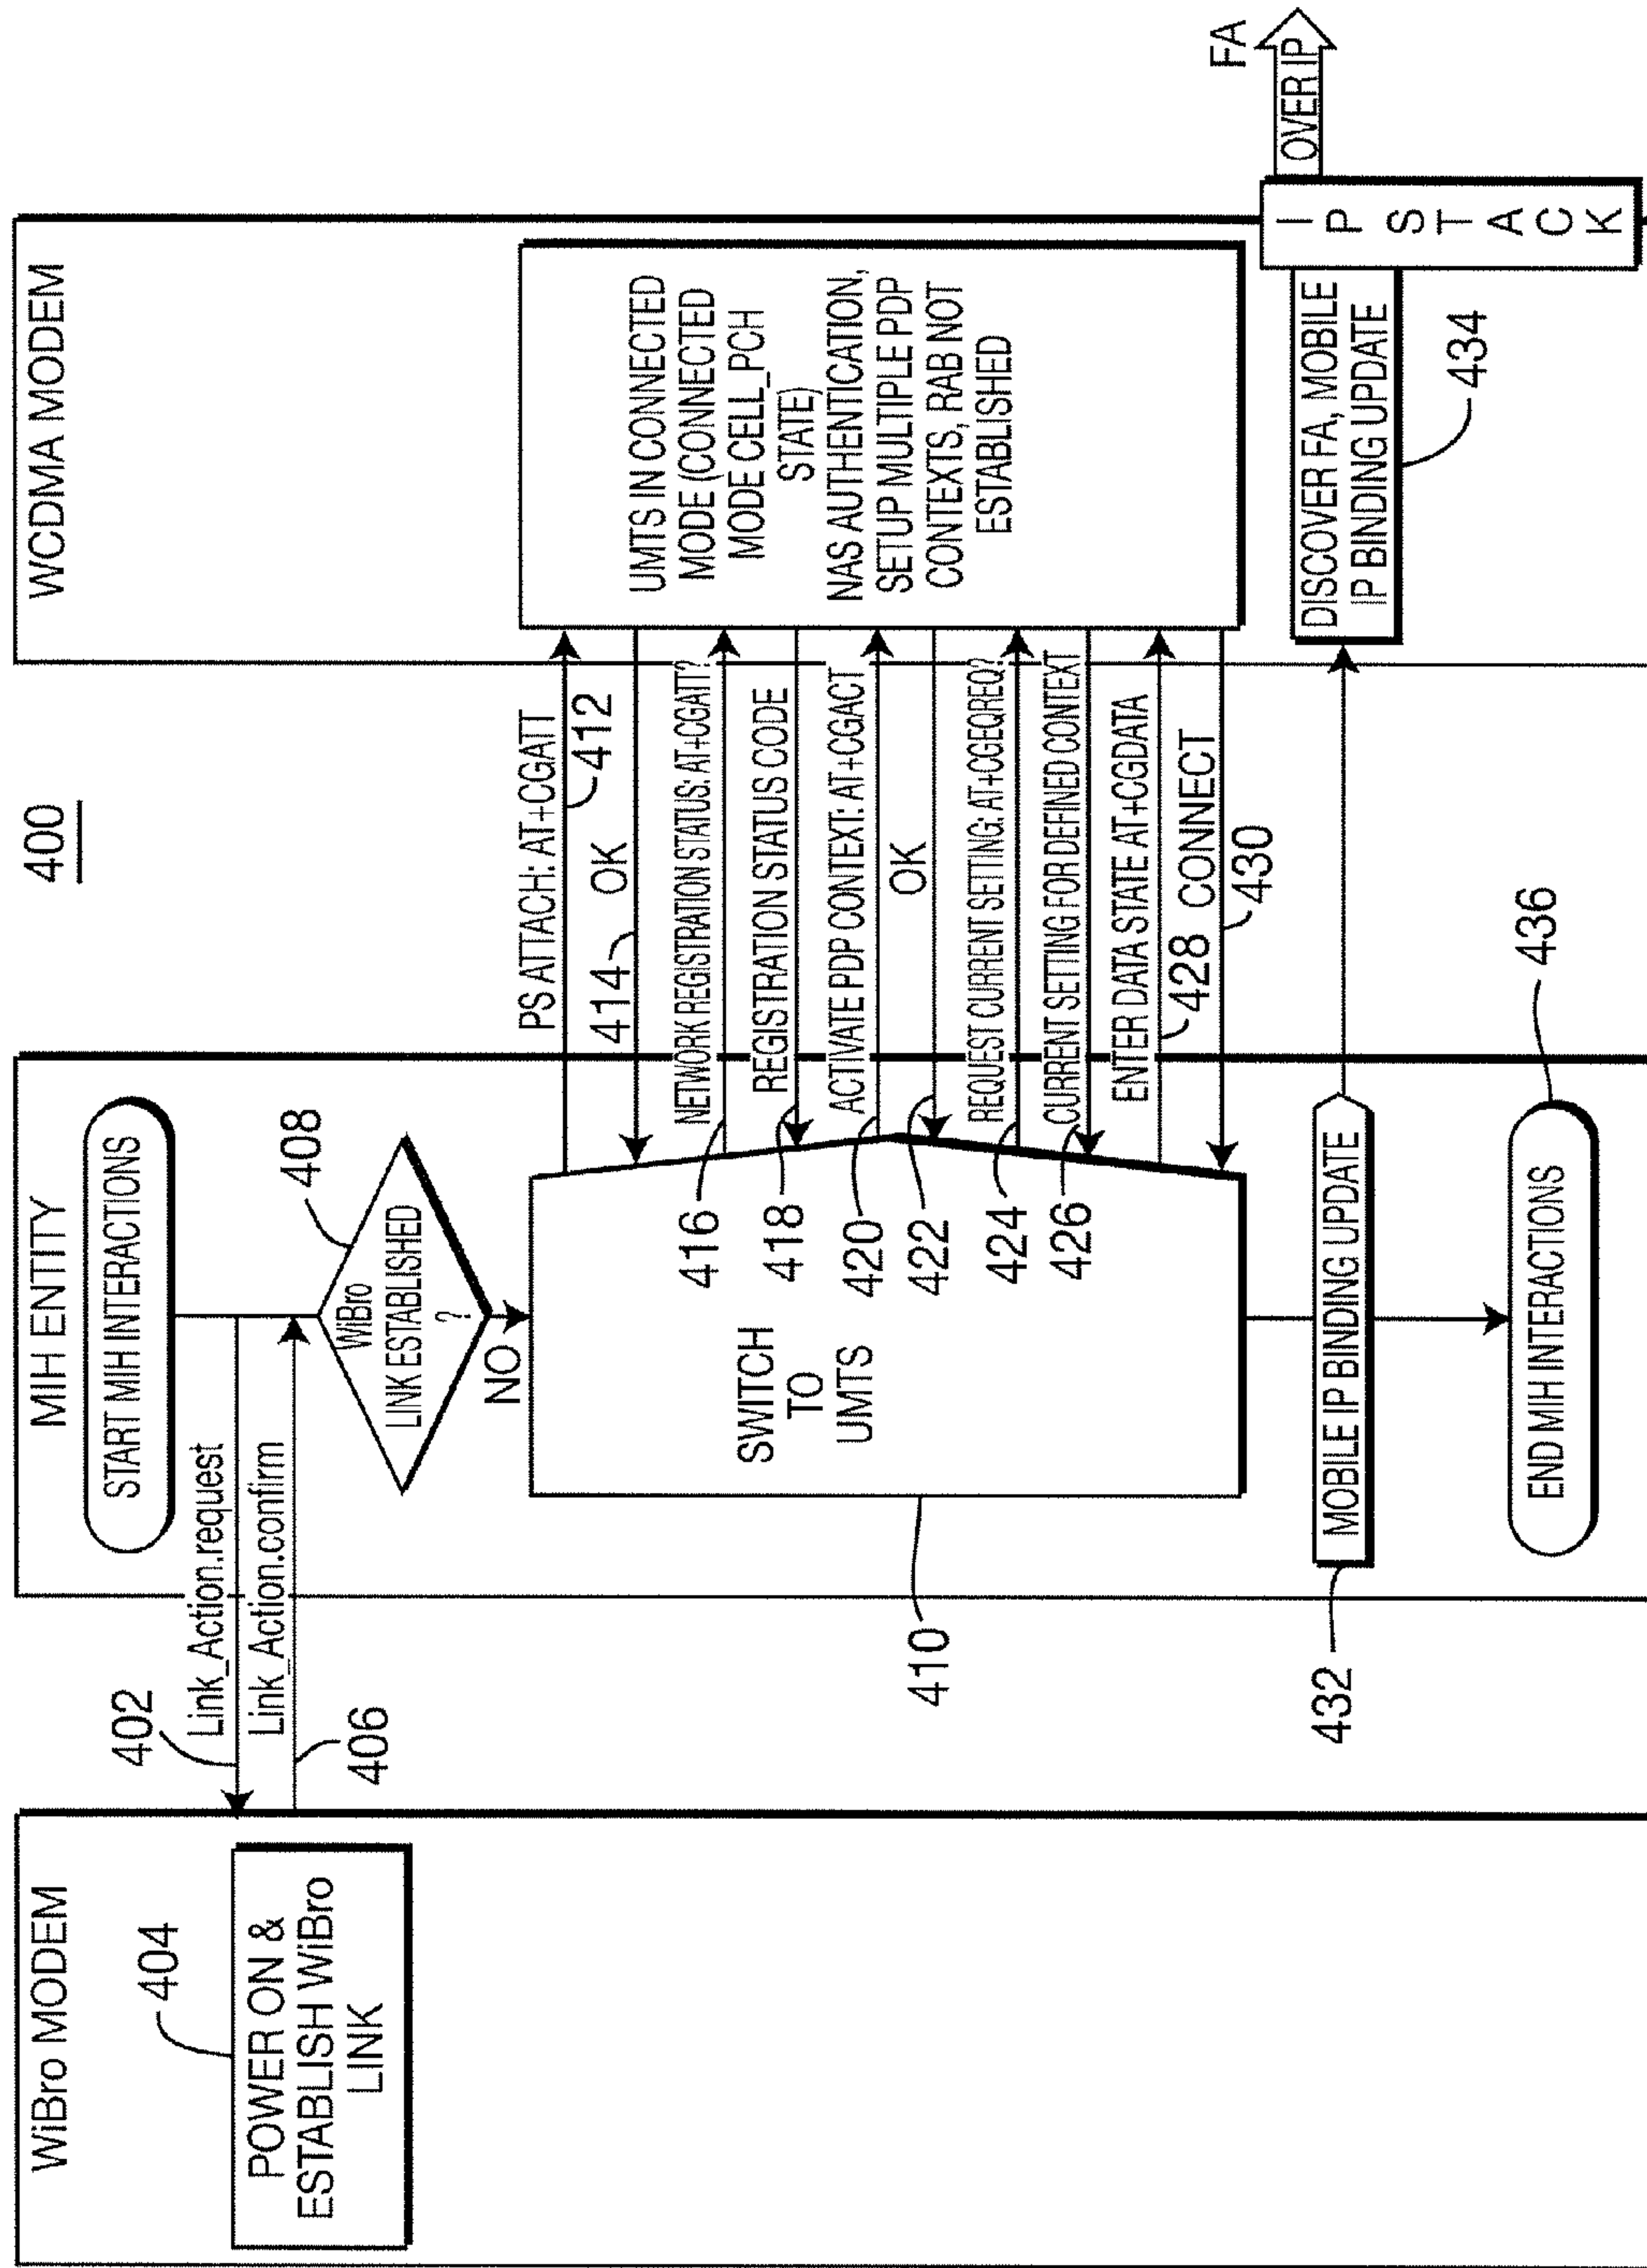 400
WiBro MODEM
404
POWER ON &
ESTABLISH WiBro
LINK
402
Link_Action.request
Link_Action.confirm
406
MIH ENTITY
START MIH INTERACTIONS
408
WiBro
LINK ESTABLISHED
?
NO
SWITCH
TO
UMTS
410
416
418
420
422
424
426
MOBILE IP BINDING UPDATE
432
END MIH INTERACTIONS
436
PS ATTACH: AT+CGATT
412
414
OK
NETWORK REGISTRATION STATUS: AT+CGATT?
REGISTRATION STATUS CODE
ACTIVATE PDP CONTEXT: AT+CGACT
OK
REQUEST CURRENT SETTING: AT+CGEQREQ?
CURRENT SETTING FOR DEFINED CONTEXT
ENTER DATA STATE AT+CGDATA
428
CONNECT
430
WCDMA MODEM
UMTS IN CONNECTED
MODE (CONNECTED
MODE CELL_PCH
STATE)
NAS AUTHENTICATION,
SETUP MULTIPLE PDP
CONTEXTS, RAB NOT
ESTABLISHED
DISCOVER FA, MOBILE
IP BINDING UPDATE
434
IP STACK
OVER IP
FA